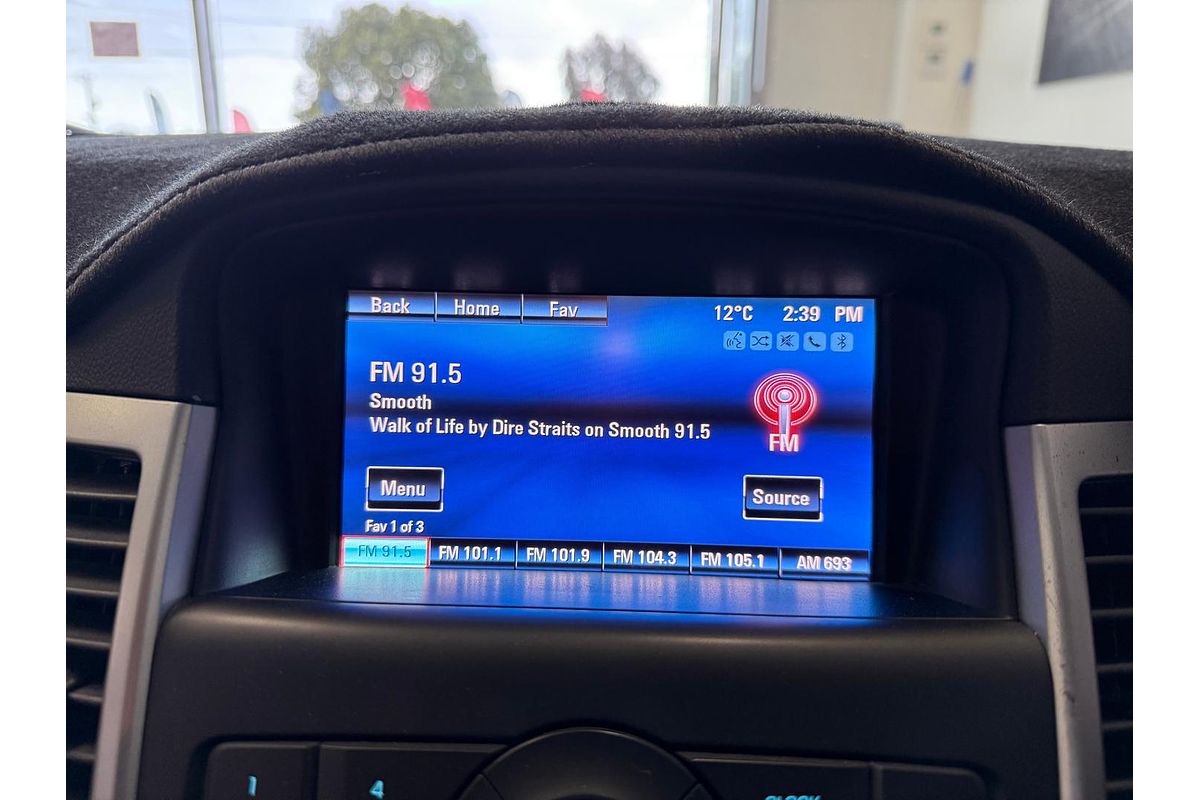 Back Home Fav 12°C 2:39 PM
FM 91.5
Smooth
Walk of Life by Dire Straits on Smooth 91.5
FM
Menu
Source
Fav 1 of 3
FM 91.5 FM 101.1 FM 101.9 FM 104.3 FM 105.1 AM 693
1 4 CLOCK